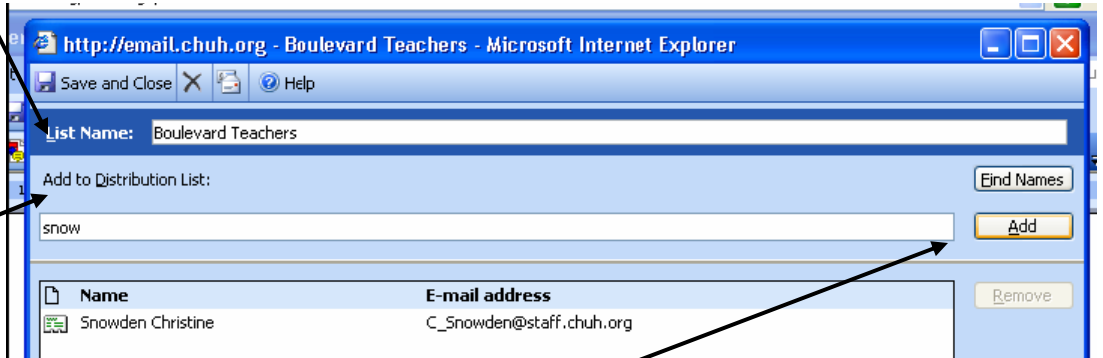 http://email.chuh.org - Boulevard Teachers - Microsoft Internet Explorer
Save and Close Help
List Name: Boulevard Teachers
Add to Distribution List: Find Names
snow Add
Name E-mail address Remove
Snowden Christine C_Snowden@staff.chuh.org